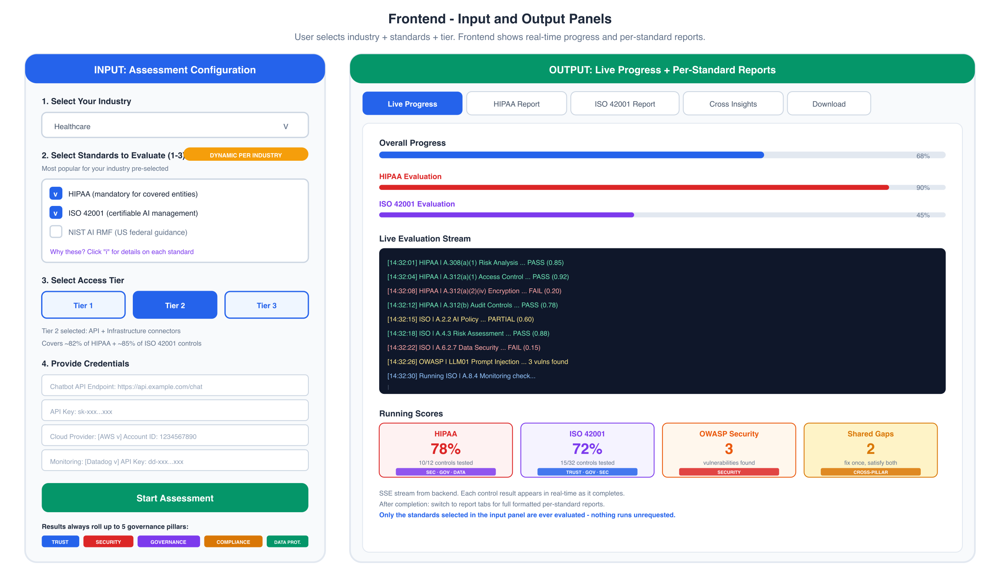 Frontend - Input and Output Panels
User selects industry + standards + tier. Frontend shows real-time progress and per-standard reports.
INPUT: Assessment Configuration
1. Select Your Industry
Healthcare v
2. Select Standards to Evaluate (1-3) DYNAMIC PER INDUSTRY
Most popular for your industry pre-selected
v HIPAA (mandatory for covered entities)
v ISO 42001 (certifiable AI management)
NIST AI RMF (US federal guidance)
Why these? Click "i" for details on each standard
3. Select Access Tier
Tier 1 Tier 2 Tier 3
Tier 2 selected: API + Infrastructure connectors
Covers ~82% of HIPAA + ~85% of ISO 42001 controls
4. Provide Credentials
Chatbot API Endpoint: https://api.example.com/chat
API Key: sk-xxx...xxx
Cloud Provider: [AWS v] Account ID: 1234567890
Monitoring: [Datadog v] API Key: dd-xxx...xxx
Start Assessment
Results always roll up to 5 governance pillars:
TRUST SECURITY GOVERNANCE COMPLIANCE DATA PROT.
OUTPUT: Live Progress + Per-Standard Reports
Live Progress HIPAA Report ISO 42001 Report Cross Insights Download
Overall Progress
68%
HIPAA Evaluation
90%
ISO 42001 Evaluation
45%
Live Evaluation Stream
[14:32:01] HIPAA | A.308(a)(1) Risk Analysis ... PASS (0.85)
[14:32:04] HIPAA | A.312(a)(1) Access Control ... PASS (0.92)
[14:32:08] HIPAA | A.312(a)(2)(iv) Encryption ... FAIL (0.20)
[14:32:12] HIPAA | A.312(b) Audit Controls ... PASS (0.78)
[14:32:15] ISO | A.2.2 AI Policy ... PARTIAL (0.60)
[14:32:18] ISO | A.4.3 Risk Assessment ... PASS (0.88)
[14:32:22] ISO | A.6.2.7 Data Security ... FAIL (0.15)
[14:32:26] OWASP | LLM01 Prompt Injection ... 3 vulns found
[14:32:30] Running ISO | A.8.4 Monitoring check...
|
Running Scores
HIPAA
78%
10/12 controls tested
SEC · GOV · DATA
ISO 42001
72%
15/32 controls tested
TRUST · GOV · SEC
OWASP Security
3
vulnerabilities found
SECURITY
Shared Gaps
2
fix once, satisfy both
CROSS-PILLAR
SSE stream from backend. Each control result appears in real-time as it completes.
After completion: switch to report tabs for full formatted per-standard reports.
Only the standards selected in the input panel are ever evaluated - nothing runs unrequested.